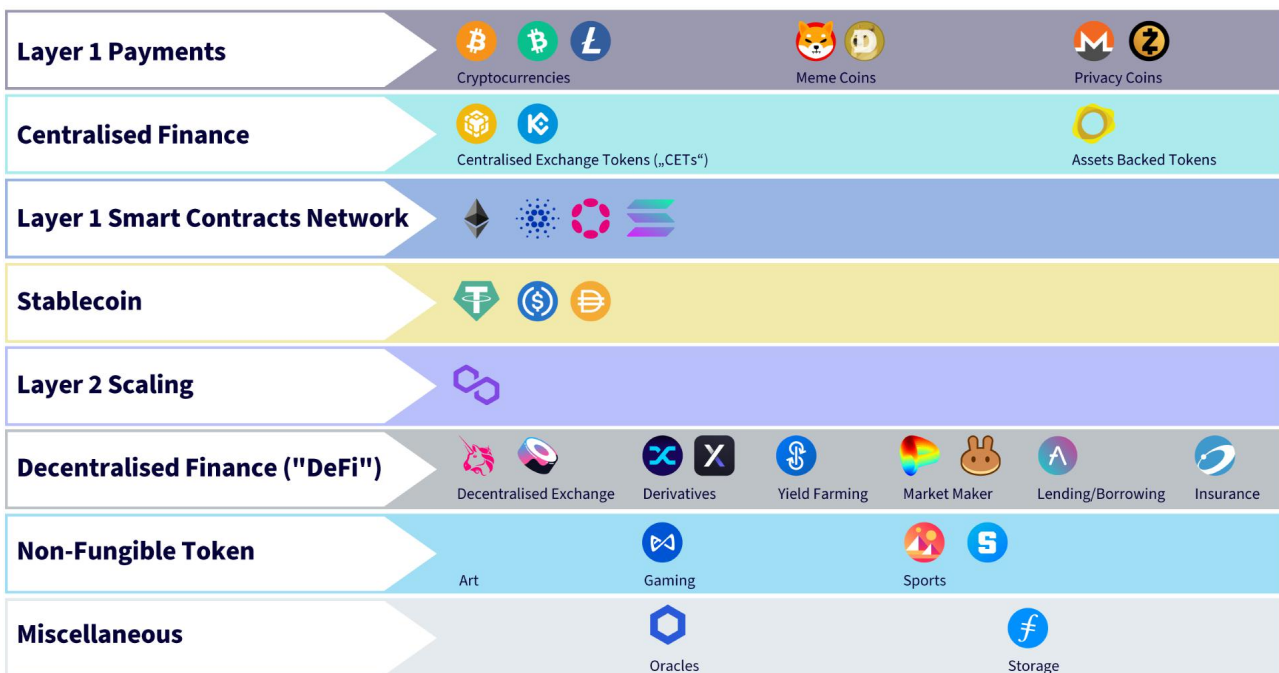 Layer 1 Payments
Cryptocurrencies
Meme Coins
Privacy Coins
Centralised Finance
Centralised Exchange Tokens („CETs“)
Assets Backed Tokens
Layer 1 Smart Contracts Network
Stablecoin
Layer 2 Scaling
Decentralised Finance ("DeFi")
Decentralised Exchange
Derivatives
Yield Farming
Market Maker
Lending/Borrowing
Insurance
Non-Fungible Token
Art
Gaming
Sports
Miscellaneous
Oracles
Storage